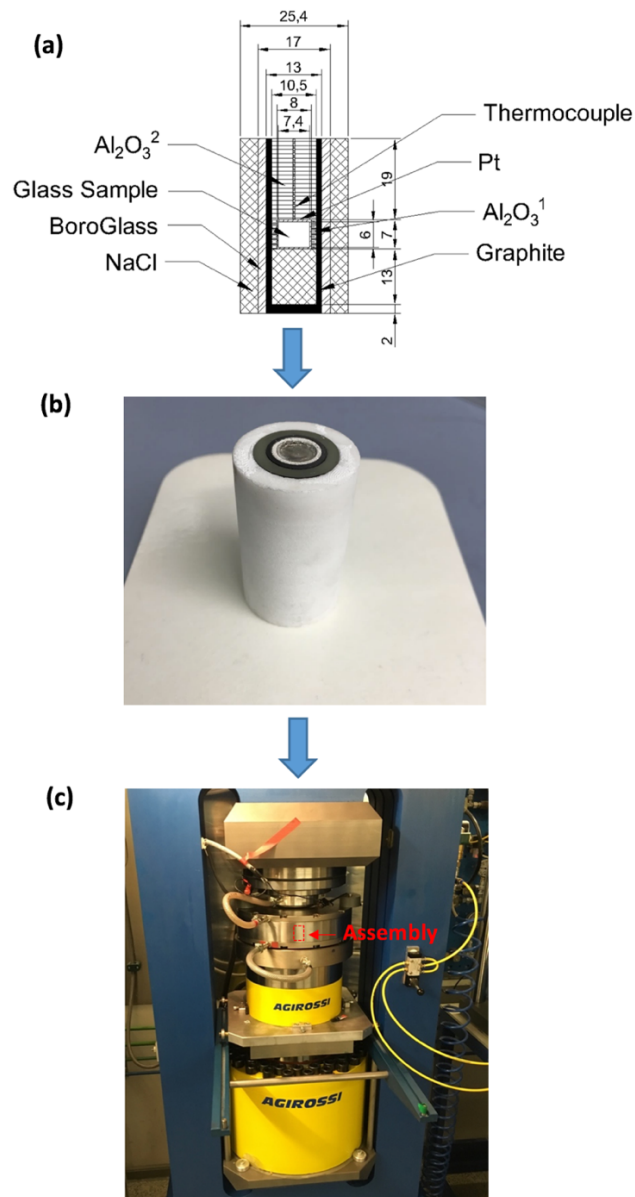 (a)
25,4
17
13
10,5
8
7,4
Al₂O₃²
Glass Sample
BoroGlass
NaCl
Thermocouple
Pt
Al₂O₃¹
Graphite
19
6
7
13
2
(b)
(c)
Assembly
AGIROSSI
AGIROSSI